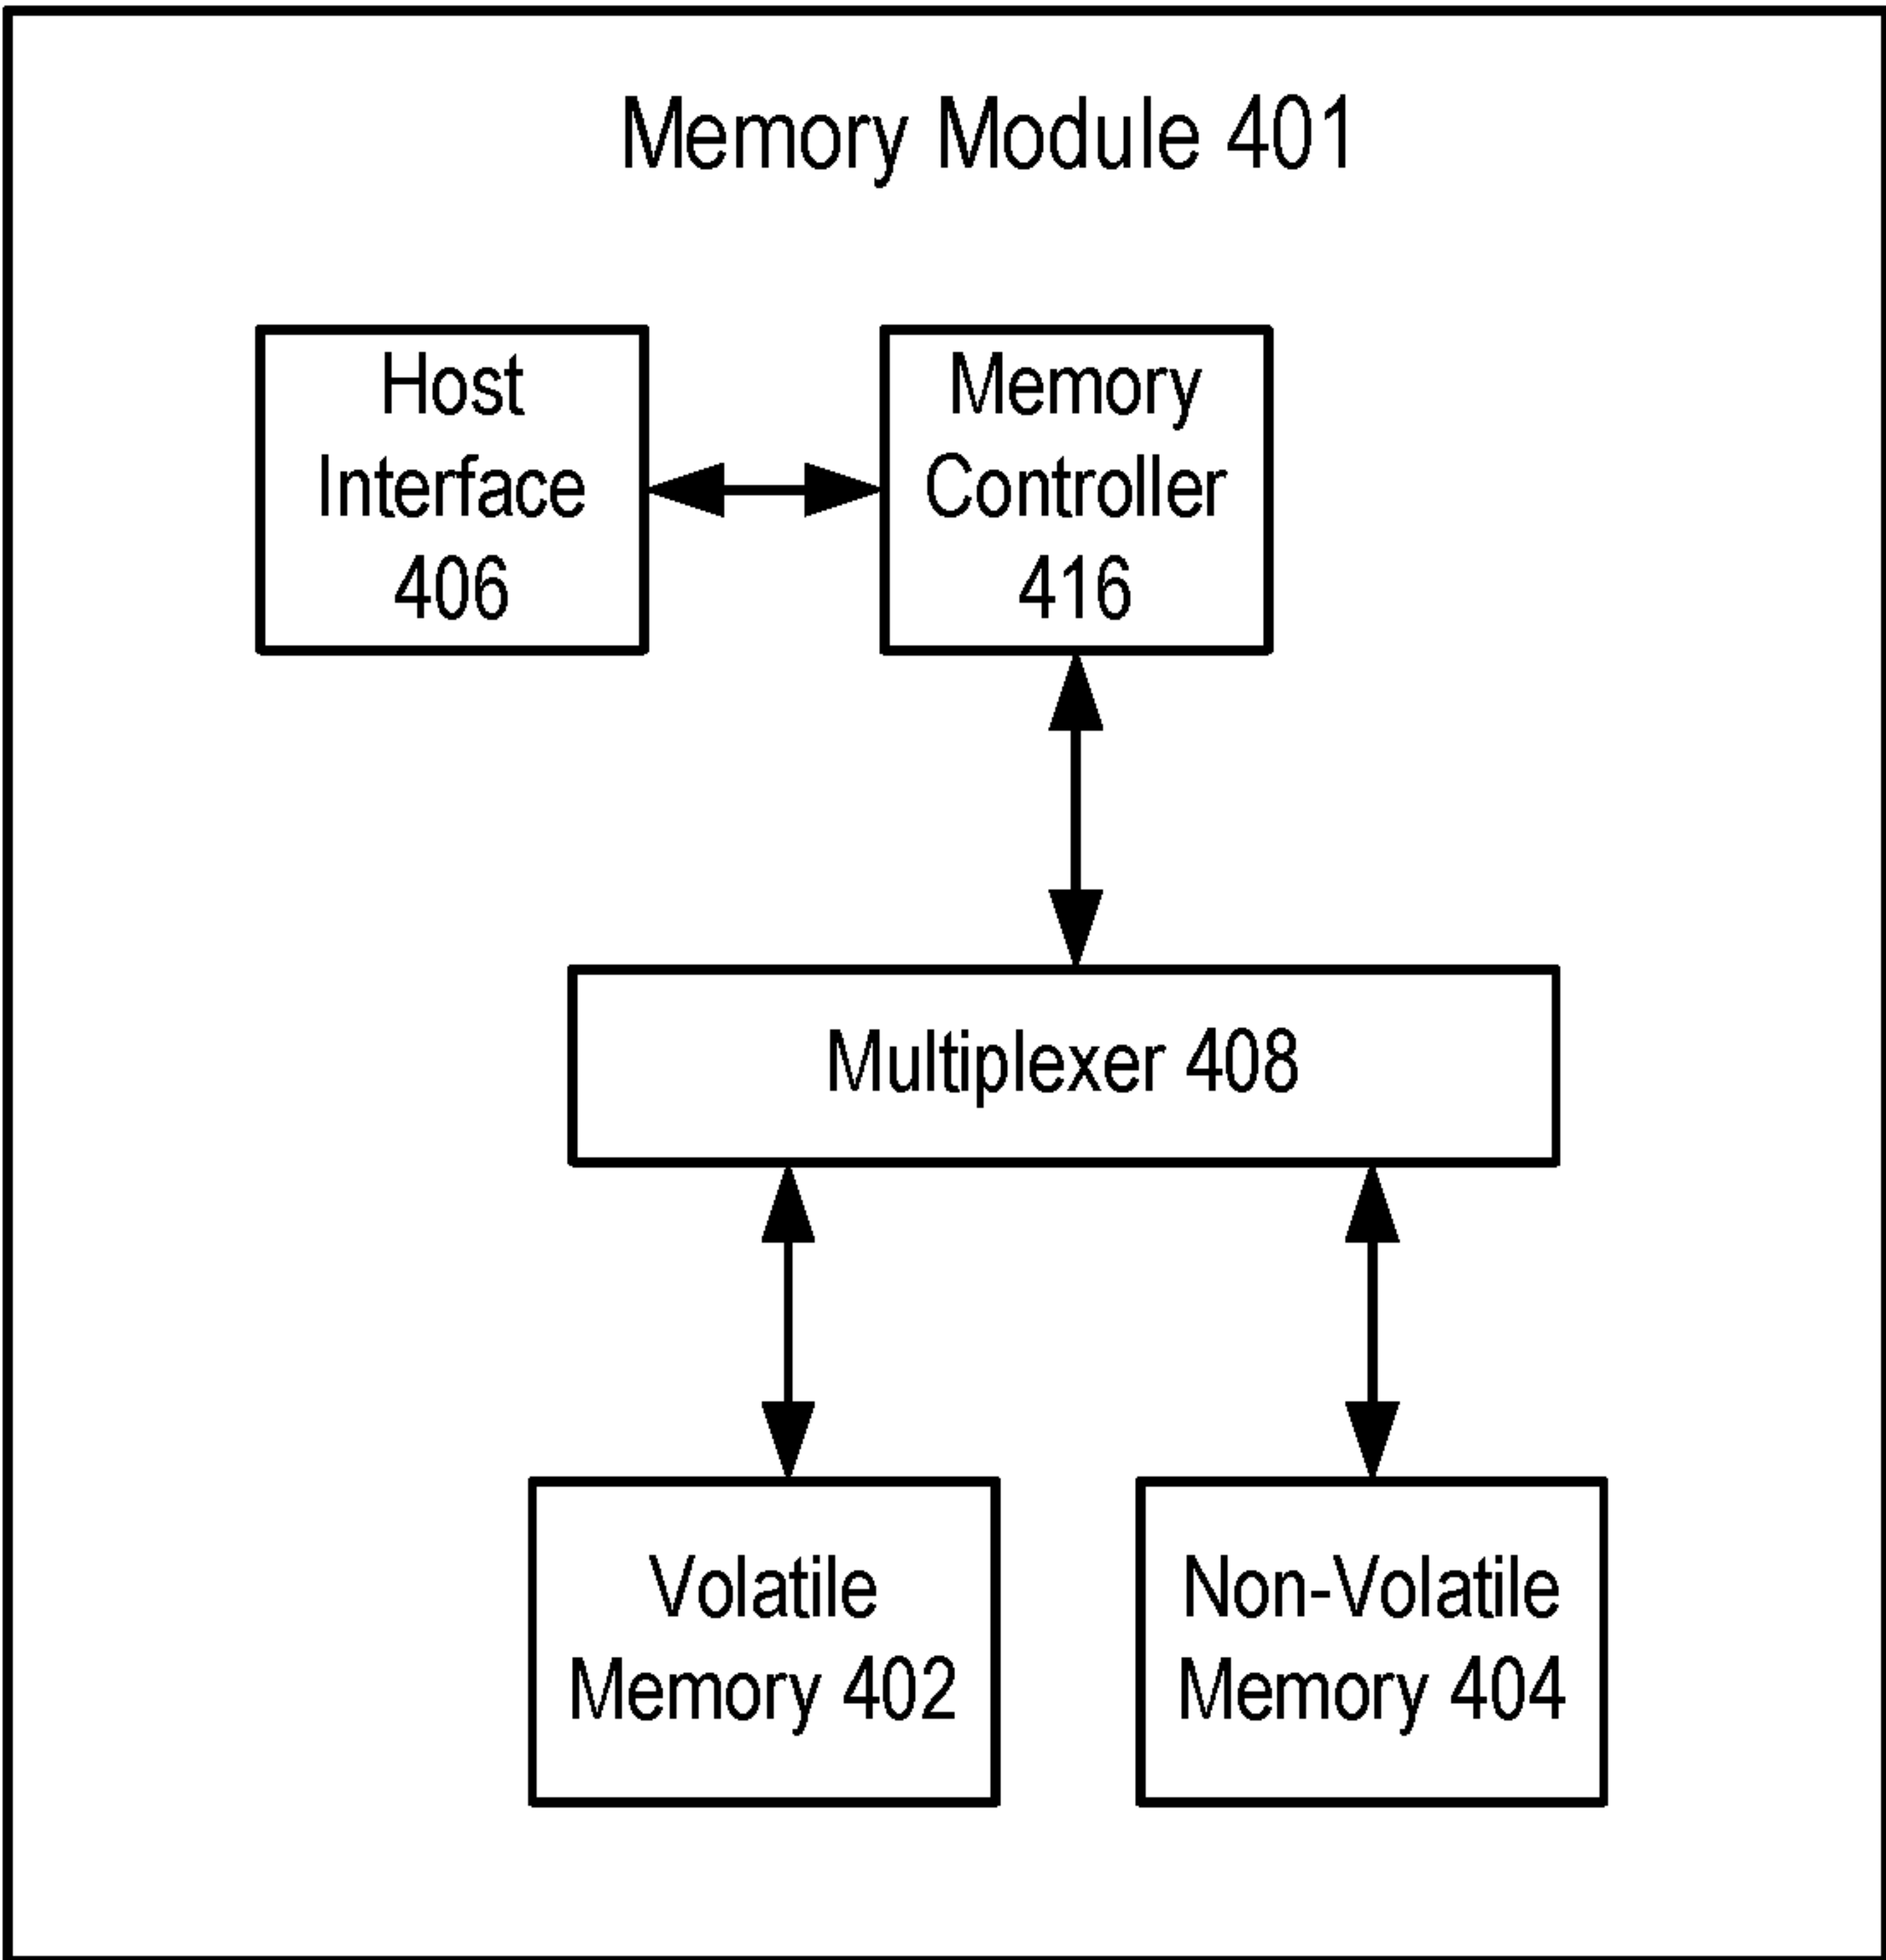 Memory Module 401
Host
Interface
406
Memory
Controller
416
Multiplexer 408
Volatile
Memory 402
Non-Volatile
Memory 404